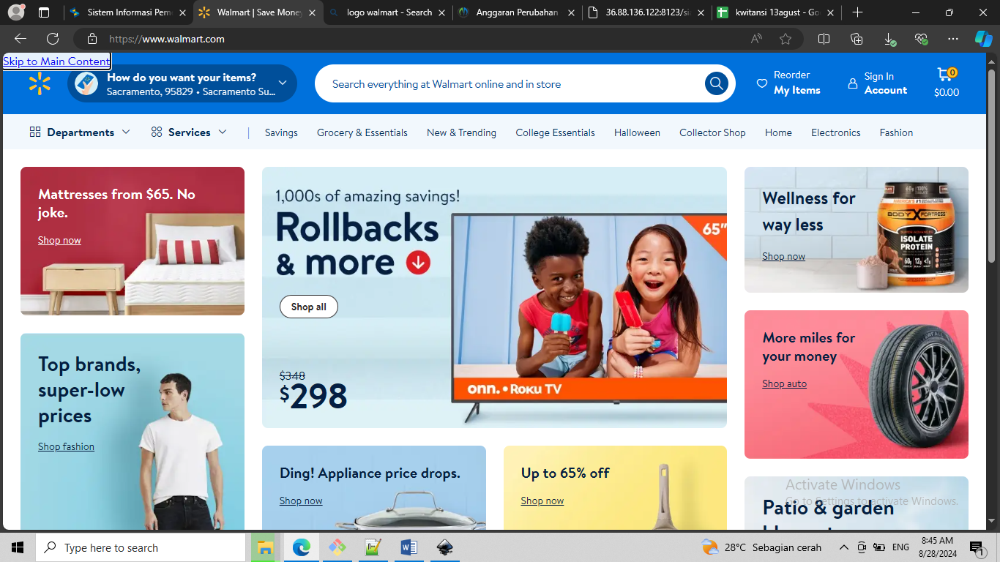 Sistem Informasi Pem
Walmart | Save Money
logo walmart - Search
Anggaran Perubahan
36.88.136.122:8123/si
kwitansi 13agust - Go
https://www.walmart.com
Skip to Main Content
How do you want your items?
Sacramento, 95829 • Sacramento Su...
Search everything at Walmart online and in store
Reorder
My Items
Sign In
Account
0
$0.00
Departments
Services
Savings
Grocery & Essentials
New & Trending
College Essentials
Halloween
Collector Shop
Home
Electronics
Fashion
Mattresses from $65. No
joke.
Shop now
1,000s of amazing savings!
Rollbacks
& more
Shop all
$348
$298
65"
onn. • Roku TV
Wellness for
way less
Shop now
BODY FORTRESS
SUPER ADVANCED
ISOLATE
PROTEIN
60g 12g <1g
More miles for
your money
Shop auto
Top brands,
super-low
prices
Shop fashion
Ding! Appliance price drops.
Shop now
Up to 65% off
Shop now
Patio & garden
Activate Windows
Go to Settings to activate Windows.
Type here to search
28°C Sebagian cerah
ENG
8:45 AM
8/28/2024
1